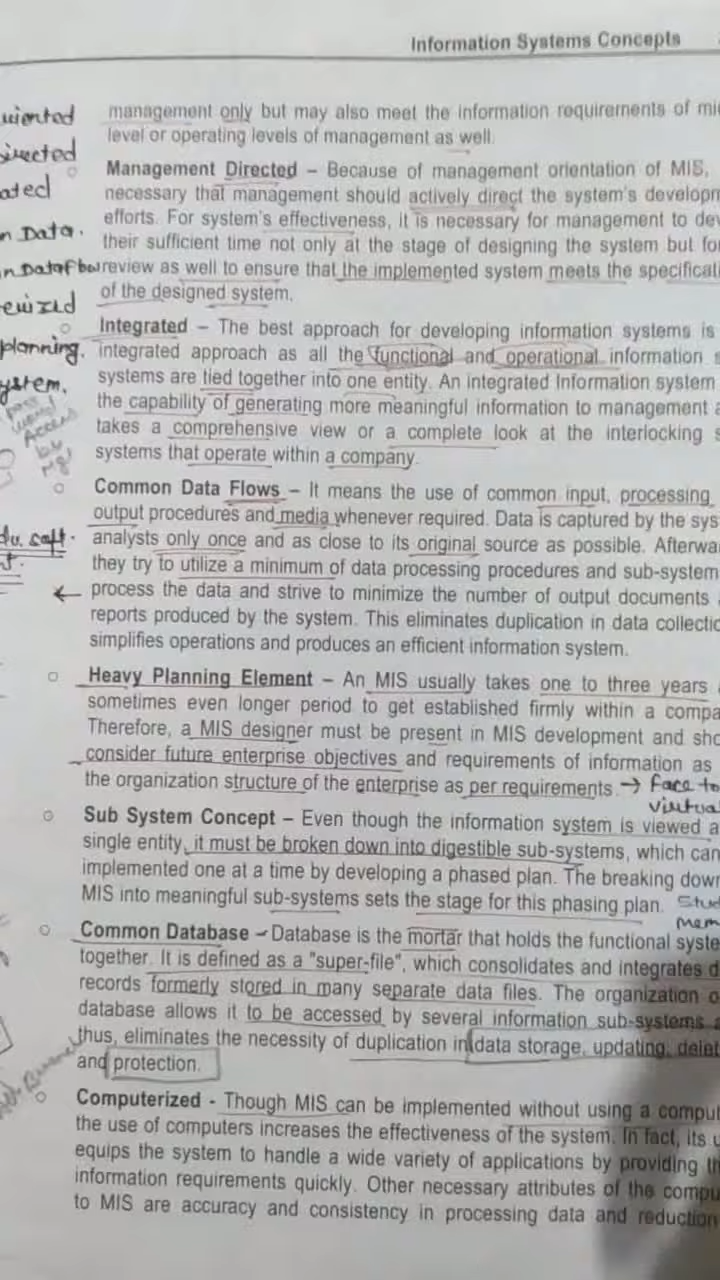 Information Systems Concepts
management only but may also meet the information requirements of
level or operating levels of management as well.
Management Directed – Because of management orientation of MIS,
necessary that management should actively direct the system's
efforts. For system's effectiveness, it is necessary for management to
their sufficient time not only at the stage of designing the system but
review as well to ensure that the implemented system meets the
of the designed system.
Integrated – The best approach for developing information systems is
integrated approach as all the functional and operational information
systems are tied together into one entity. An integrated Information system
the capability of generating more meaningful information to management
takes a comprehensive view or a complete look at the interlocking
systems that operate within a company.
Common Data Flows – It means the use of common input, processing
output procedures and media whenever required. Data is captured by the
analysts only once and as close to its original source as possible.
they try to utilize a minimum of data processing procedures and
process the data and strive to minimize the number of output documents
reports produced by the system. This eliminates duplication in data
simplifies operations and produces an efficient information system.
Heavy Planning Element – An MIS usually takes one to three years
sometimes even longer period to get established firmly within a
Therefore, a MIS designer must be present in MIS development and
consider future enterprise objectives and requirements of information as
the organization structure of the enterprise as per requirements. → Face to
virtual
Sub System Concept – Even though the information system is viewed
single entity, it must be broken down into digestible sub-systems, which can
implemented one at a time by developing a phased plan. The breaking down
MIS into meaningful sub-systems sets the stage for this phasing plan.
Common Database – Database is the mortar that holds the functional
together. It is defined as a "super-file", which consolidates and integrates
records formerly stored in many separate data files. The organization
database allows it to be accessed by several information sub-systems
thus, eliminates the necessity of duplication in data storage, updating,
and protection.
Computerized - Though MIS can be implemented without using a
the use of computers increases the effectiveness of the system. In fact, its
equips the system to handle a wide variety of applications by providing
information requirements quickly. Other necessary attributes of the
to MIS are accuracy and consistency in processing data and reduction
Data.
planning.